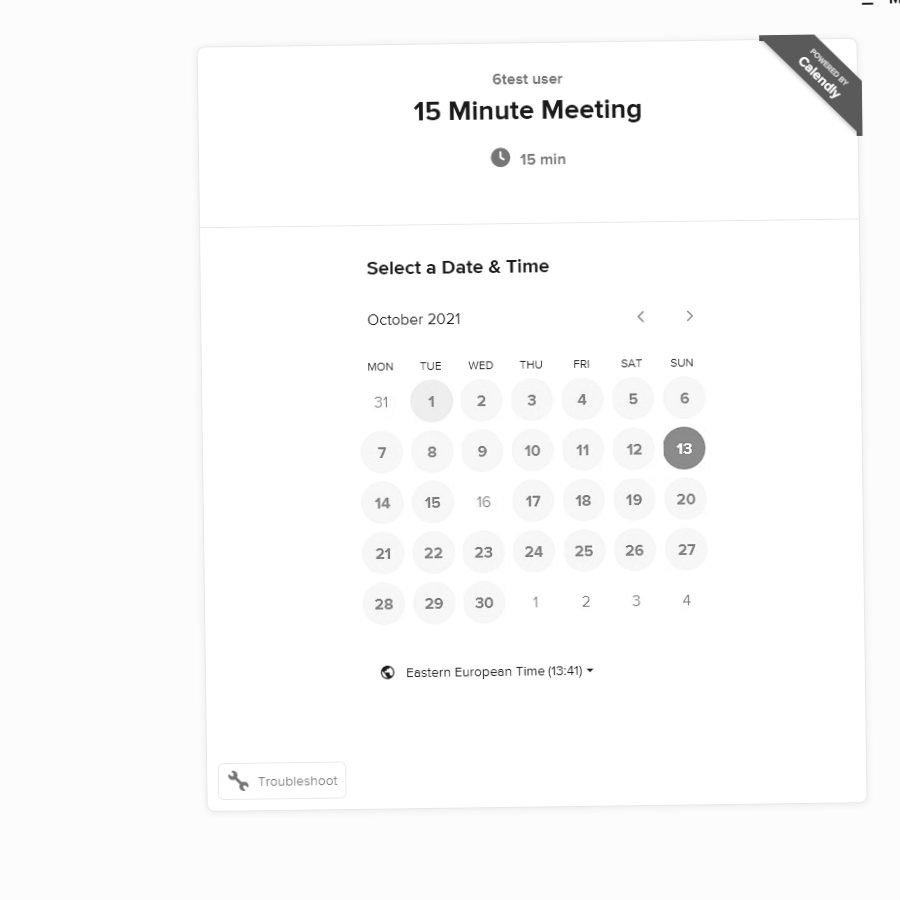 POWERED BY
Calendly
6test user
15 Minute Meeting
15 min
Select a Date & Time
October 2021
MON TUE WED THU FRI SAT SUN
31 1 2 3 4 5 6
7 8 9 10 11 12 13
14 15 16 17 18 19 20
21 22 23 24 25 26 27
28 29 30 1 2 3 4
Eastern European Time (13:41)
Troubleshoot